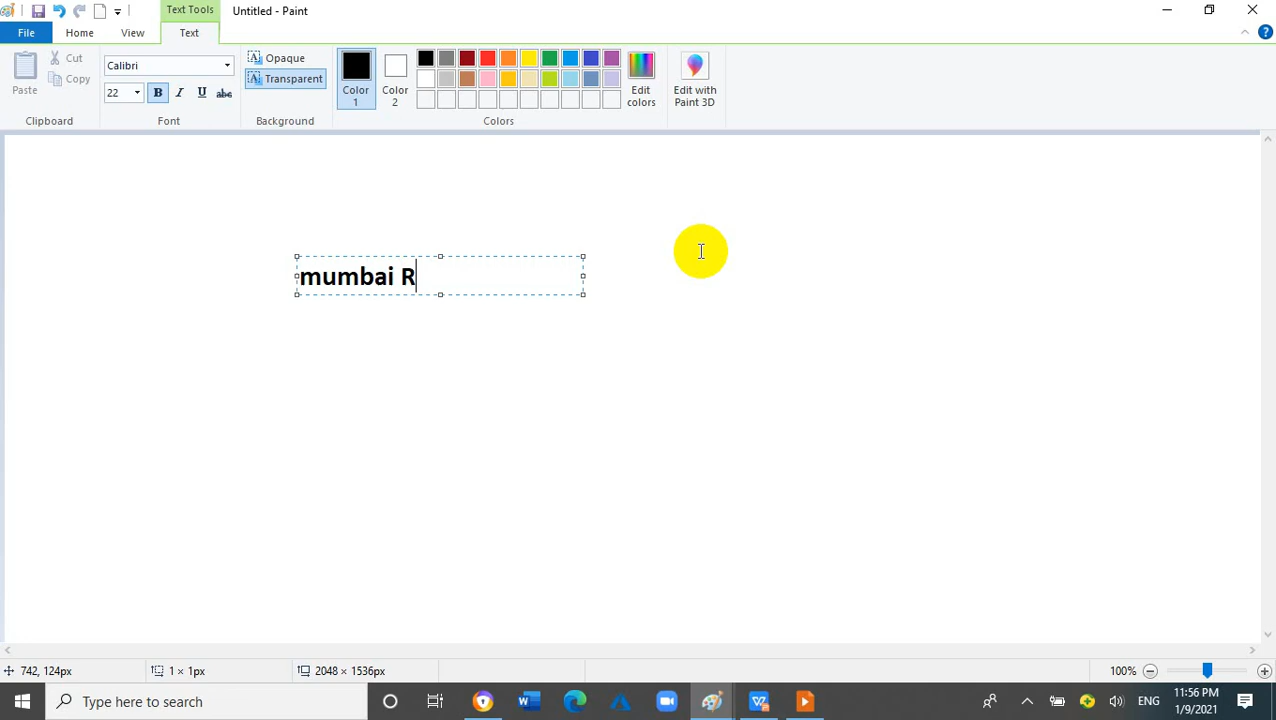 Text Tools
Untitled - Paint
File
Home
View
Text
Paste
Cut
Copy
Clipboard
Calibri
22
B
I
U
abc
Font
Opaque
Transparent
Background
Color 1
Color 2
Edit colors
Colors
Edit with Paint 3D
mumbai R
742, 124px
1 × 1px
2048 × 1536px
100%
Type here to search
ENG
11:56 PM
1/9/2021